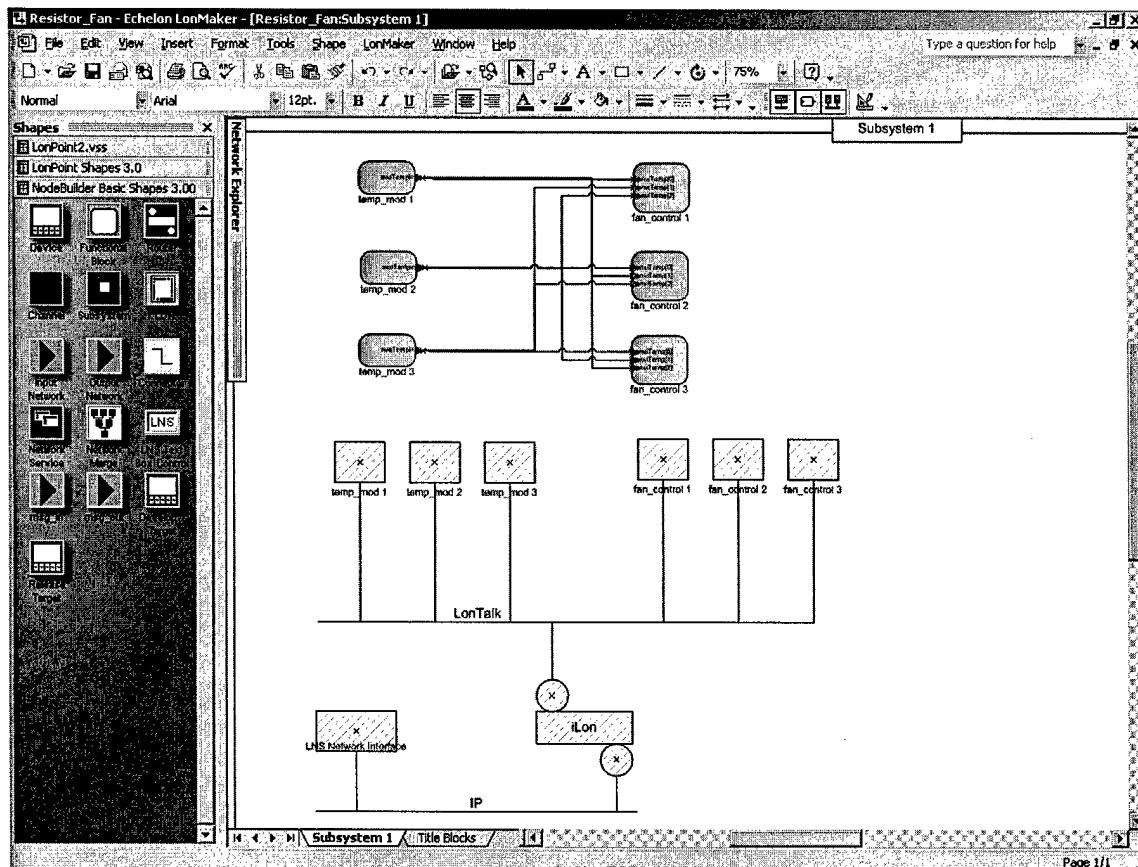 Resistor_Fan - Echelon LonMaker - [Resistor_Fan:Subsystem 1]
File Edit View Insert Format Tools Shape LonMaker Window Help
Type a question for help
75%
Normal Arial 12pt. B I U
Shapes
LonPoint2.vss
LonPoint Shapes 3.0
NodeBuilder Basic Shapes 3.00
Device Functional Block
Channel Subsystem
Input Network Output Network
Network Service Network Merge LNS
Target
Network Explorer
Subsystem 1
temp_mod 1
fan_control 1
temp_mod 2
fan_control 2
temp_mod 3
fan_control 3
temp_mod 1 temp_mod 2 temp_mod 3 fan_control 1 fan_control 2 fan_control 3
LonTalk
iLon
LNS Network Interface
IP
Subsystem 1 Title Blocks
Page 1/1